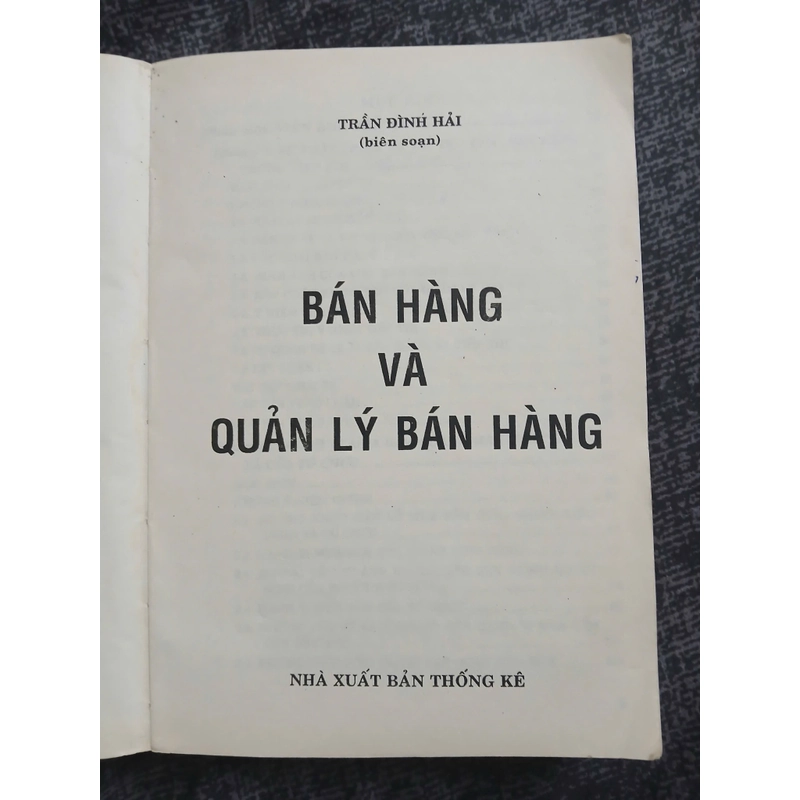 TRẦN ĐÌNH HẢI
(biên soạn)
BÁN HÀNG
VÀ
QUẢN LÝ BÁN HÀNG
NHÀ XUẤT BẢN THỐNG KÊ